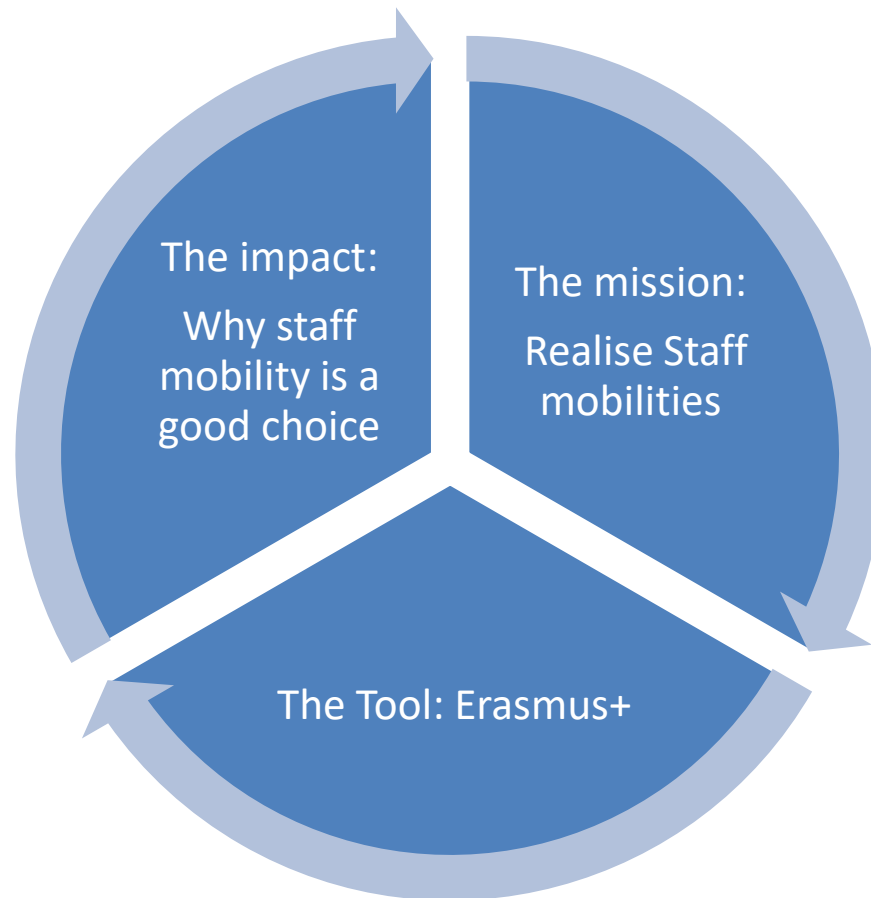 The impact:
Why staff
mobility is a
good choice
The mission:
Realise Staff
mobilities
The Tool: Erasmus+